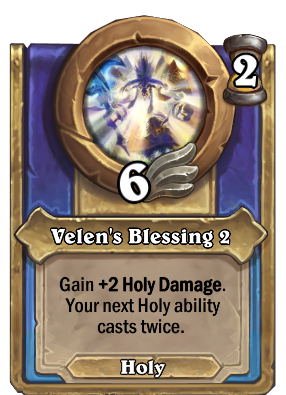 2
6
Velen's Blessing 2
Gain +2 Holy Damage.
Your next Holy ability
casts twice.
Holy